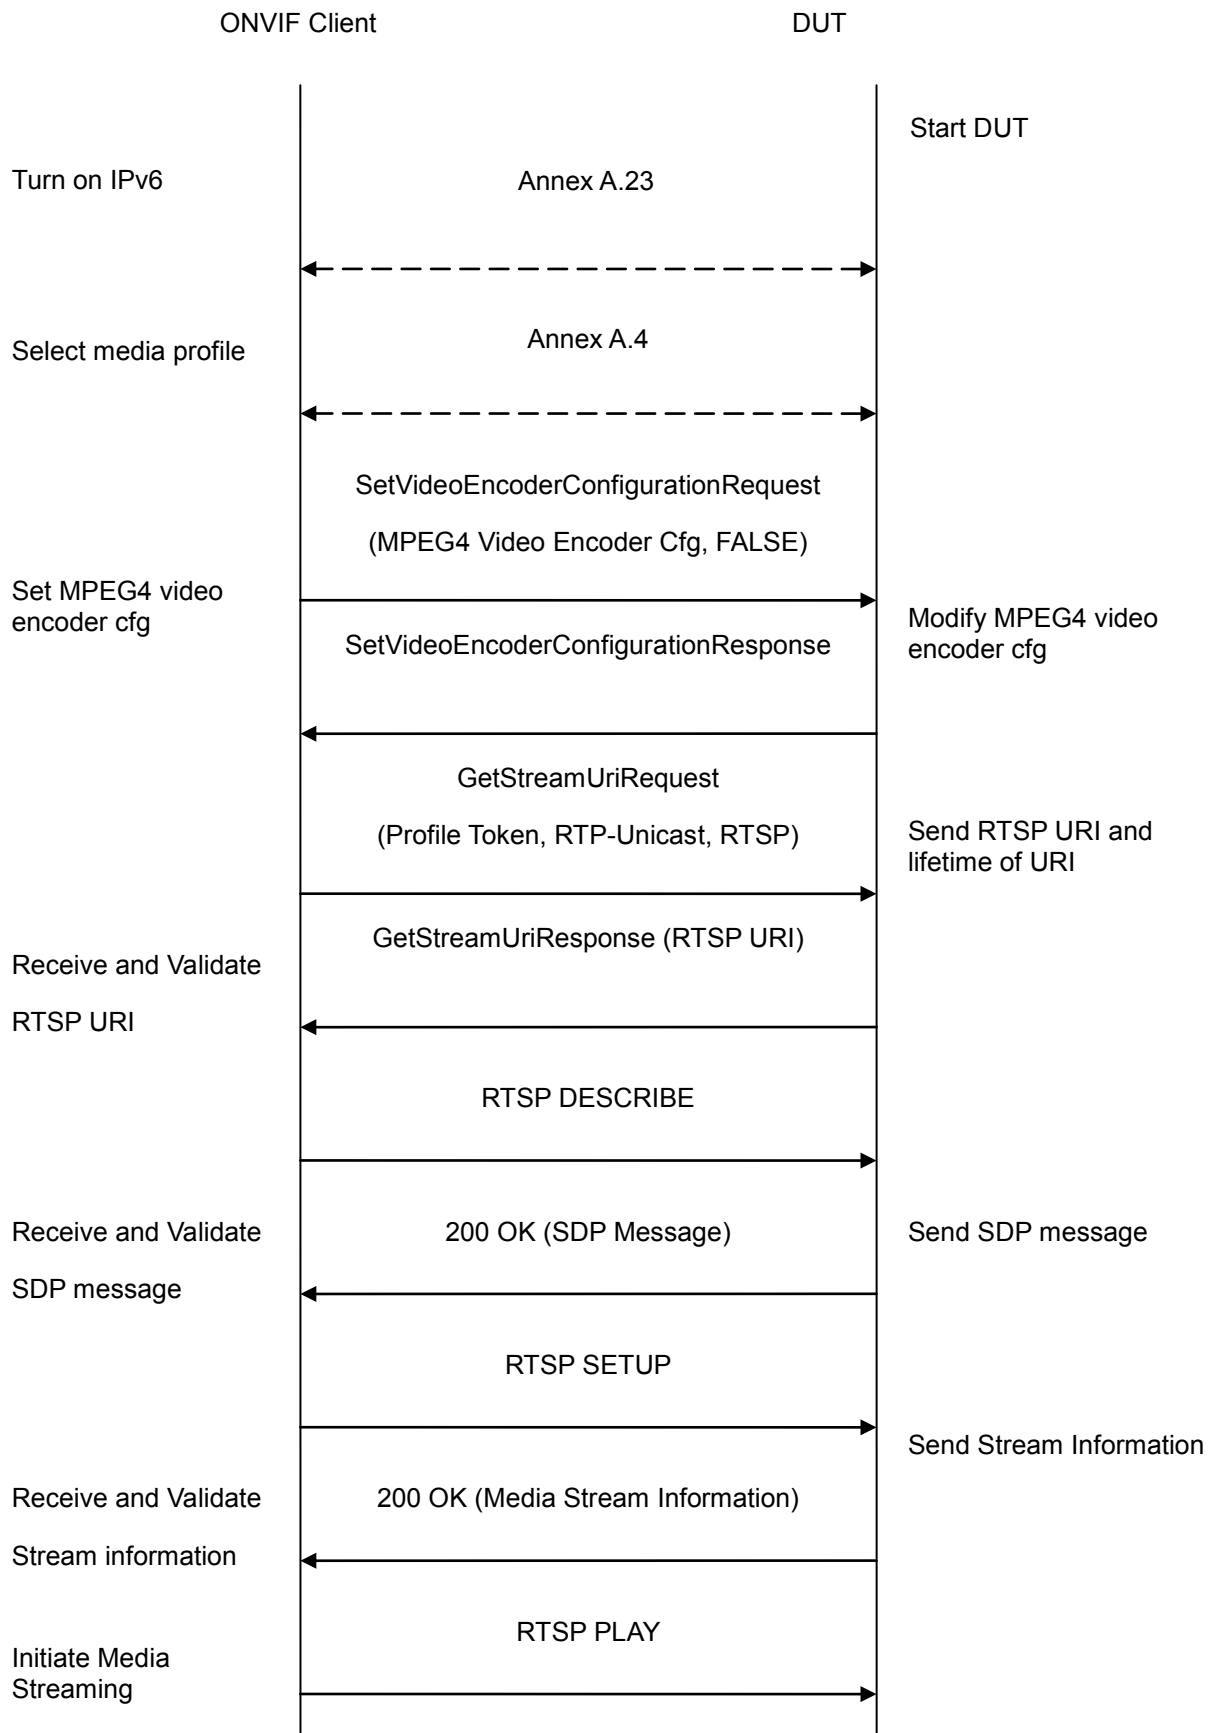 ONVIF Client
DUT
Start DUT
Turn on IPv6
Annex A.23
Select media profile
Annex A.4
SetVideoEncoderConfigurationRequest
(MPEG4 Video Encoder Cfg, FALSE)
Set MPEG4 video
encoder cfg
Modify MPEG4 video
encoder cfg
SetVideoEncoderConfigurationResponse
GetStreamUriRequest
(Profile Token, RTP-Unicast, RTSP)
Send RTSP URI and
lifetime of URI
GetStreamUriResponse (RTSP URI)
Receive and Validate
RTSP URI
RTSP DESCRIBE
Receive and Validate
SDP message
200 OK (SDP Message)
Send SDP message
RTSP SETUP
Send Stream Information
Receive and Validate
Stream information
200 OK (Media Stream Information)
RTSP PLAY
Initiate Media
Streaming